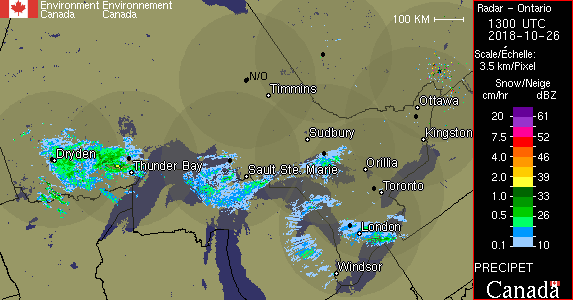 Environment Environnement
Canada Canada
100 KM
N/O
Timmins
Ottawa
Sudbury
Kingston
Dryden
Thunder Bay
Sault Ste. Marie
Orillia
Toronto
London
Windsor
Radar - Ontario
1300 UTC
2018-10-26
Scale/Échelle:
3.5 km/Pixel
Snow/Neige
cm/hr dBZ
20 61
7.5 52
4.0 46
2.0 39
1.0 33
0.5 26
0.1 10
PRECIPET
Canada